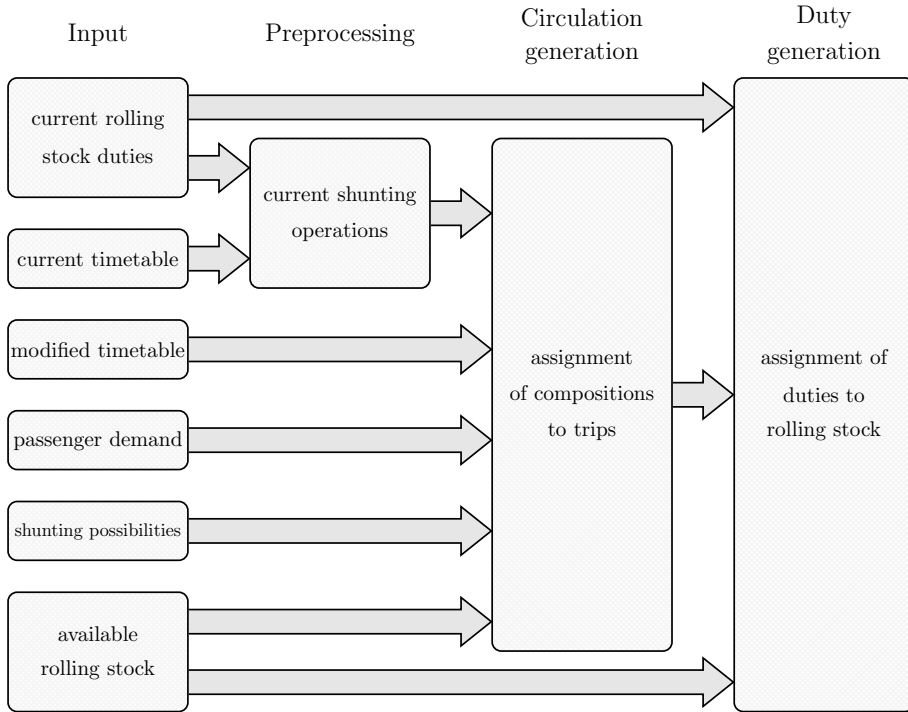 Input
Preprocessing
Circulation
generation
Duty
generation
current rolling
stock duties
current timetable
modified timetable
passenger demand
shunting possibilities
available
rolling stock
current shunting
operations
assignment
of compositions
to trips
assignment of
duties to
rolling stock